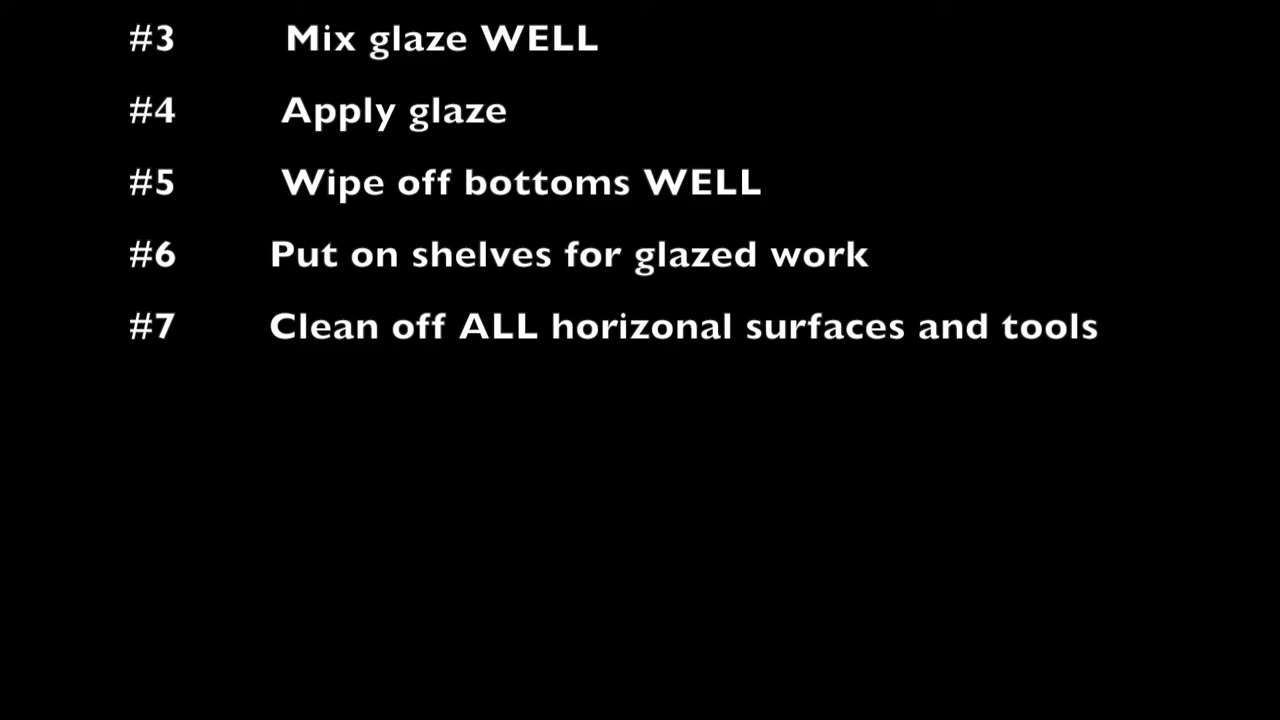 #3 Mix glaze WELL
#4 Apply glaze
#5 Wipe off bottoms WELL
#6 Put on shelves for glazed work
#7 Clean off ALL horizonal surfaces and tools